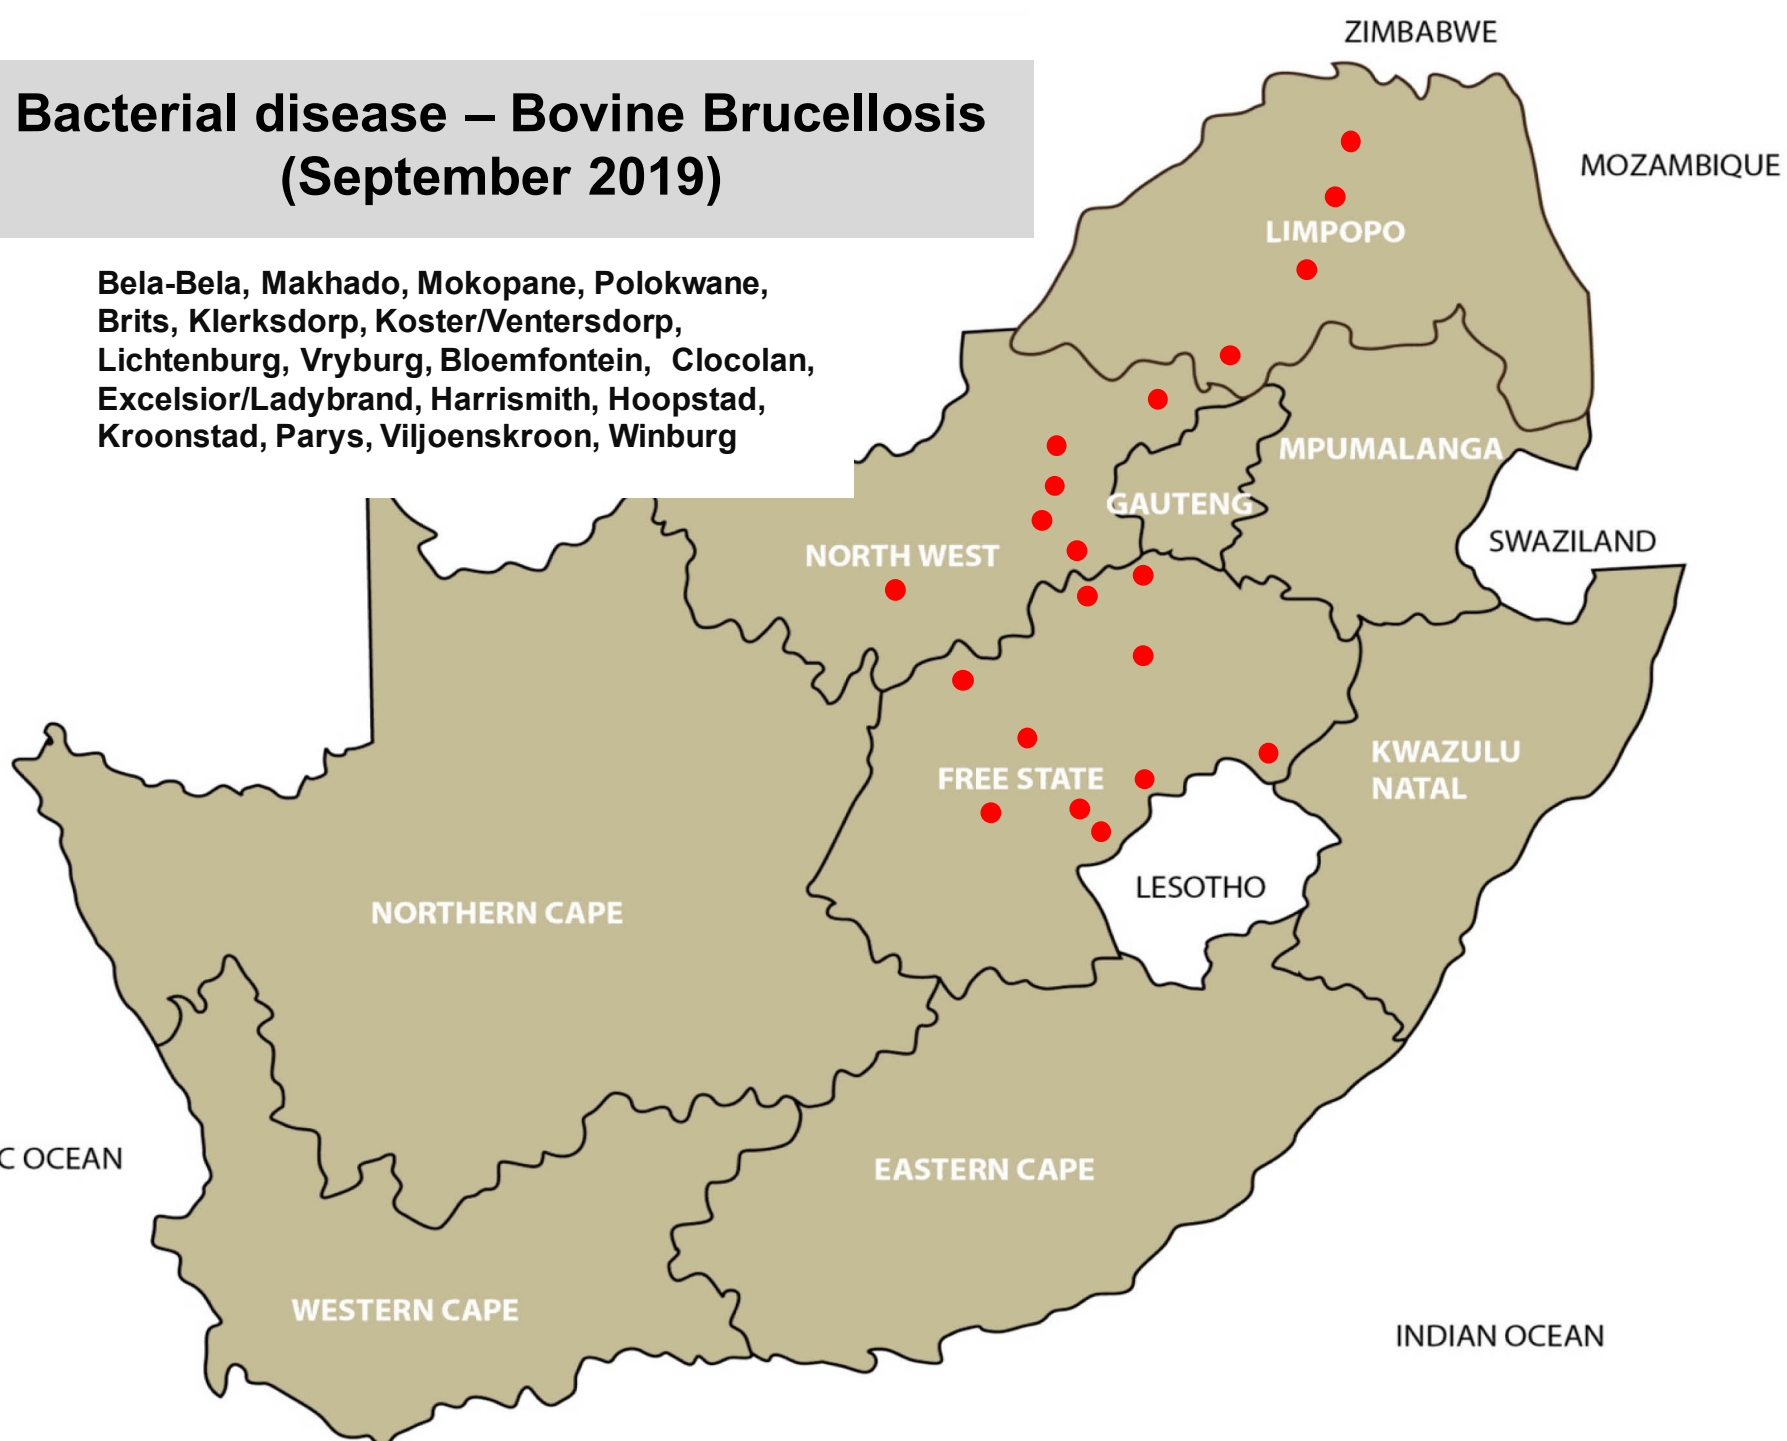 Bacterial disease – Bovine Brucellosis
(September 2019)
Bela-Bela, Makhado, Mokopane, Polokwane,
Brits, Klerksdorp, Koster/Ventersdorp,
Lichtenburg, Vryburg, Bloemfontein, Clocolan,
Excelsior/Ladybrand, Harrismith, Hoopstad,
Kroonstad, Parys, Viljoenskroon, Winburg
ZIMBABWE
MOZAMBIQUE
LIMPOPO
MPUMALANGA
GAUTENG
SWAZILAND
NORTH WEST
KWAZULU
NATAL
FREE STATE
LESOTHO
NORTHERN CAPE
C OCEAN
EASTERN CAPE
WESTERN CAPE
INDIAN OCEAN